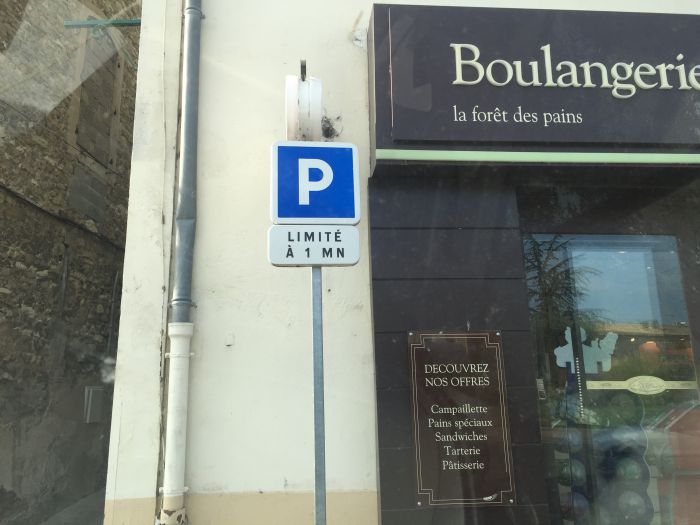 Boulangerie
la forêt des pains
P
LIMITÉ
À 1 MN
DECOUVREZ
NOS OFFRES
Campaillette
Pains spéciaux
Sandwiches
Tarterie
Pâtisserie